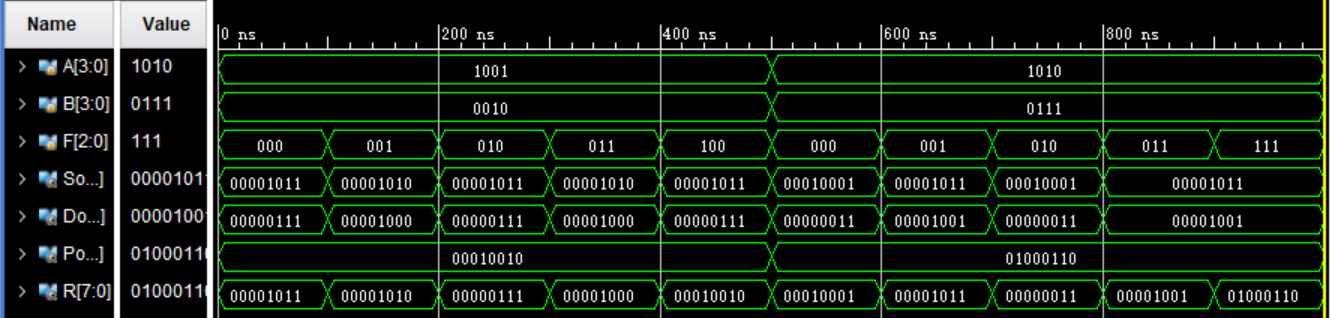 Name Value 0 ns 200 ns 400 ns 600 ns 800 ns
> A[3:0] 1010 1001 1010
> B[3:0] 0111 0010 0111
> F[2:0] 111 000 001 010 011 100 000 001 010 011 111
> So...] 00001011 00001011 00001010 00001011 00001010 00001011 00010001 00001011 00010001 00001011
> Do...] 00001001 00000111 00001000 00000111 00001000 00000111 00000011 00001001 00000011 00001001
> Po...] 01000110 00010010 01000110
> R[7:0] 01000110 00001011 00001010 00000111 00001000 00010010 00010001 00001011 00000011 00001001 01000110